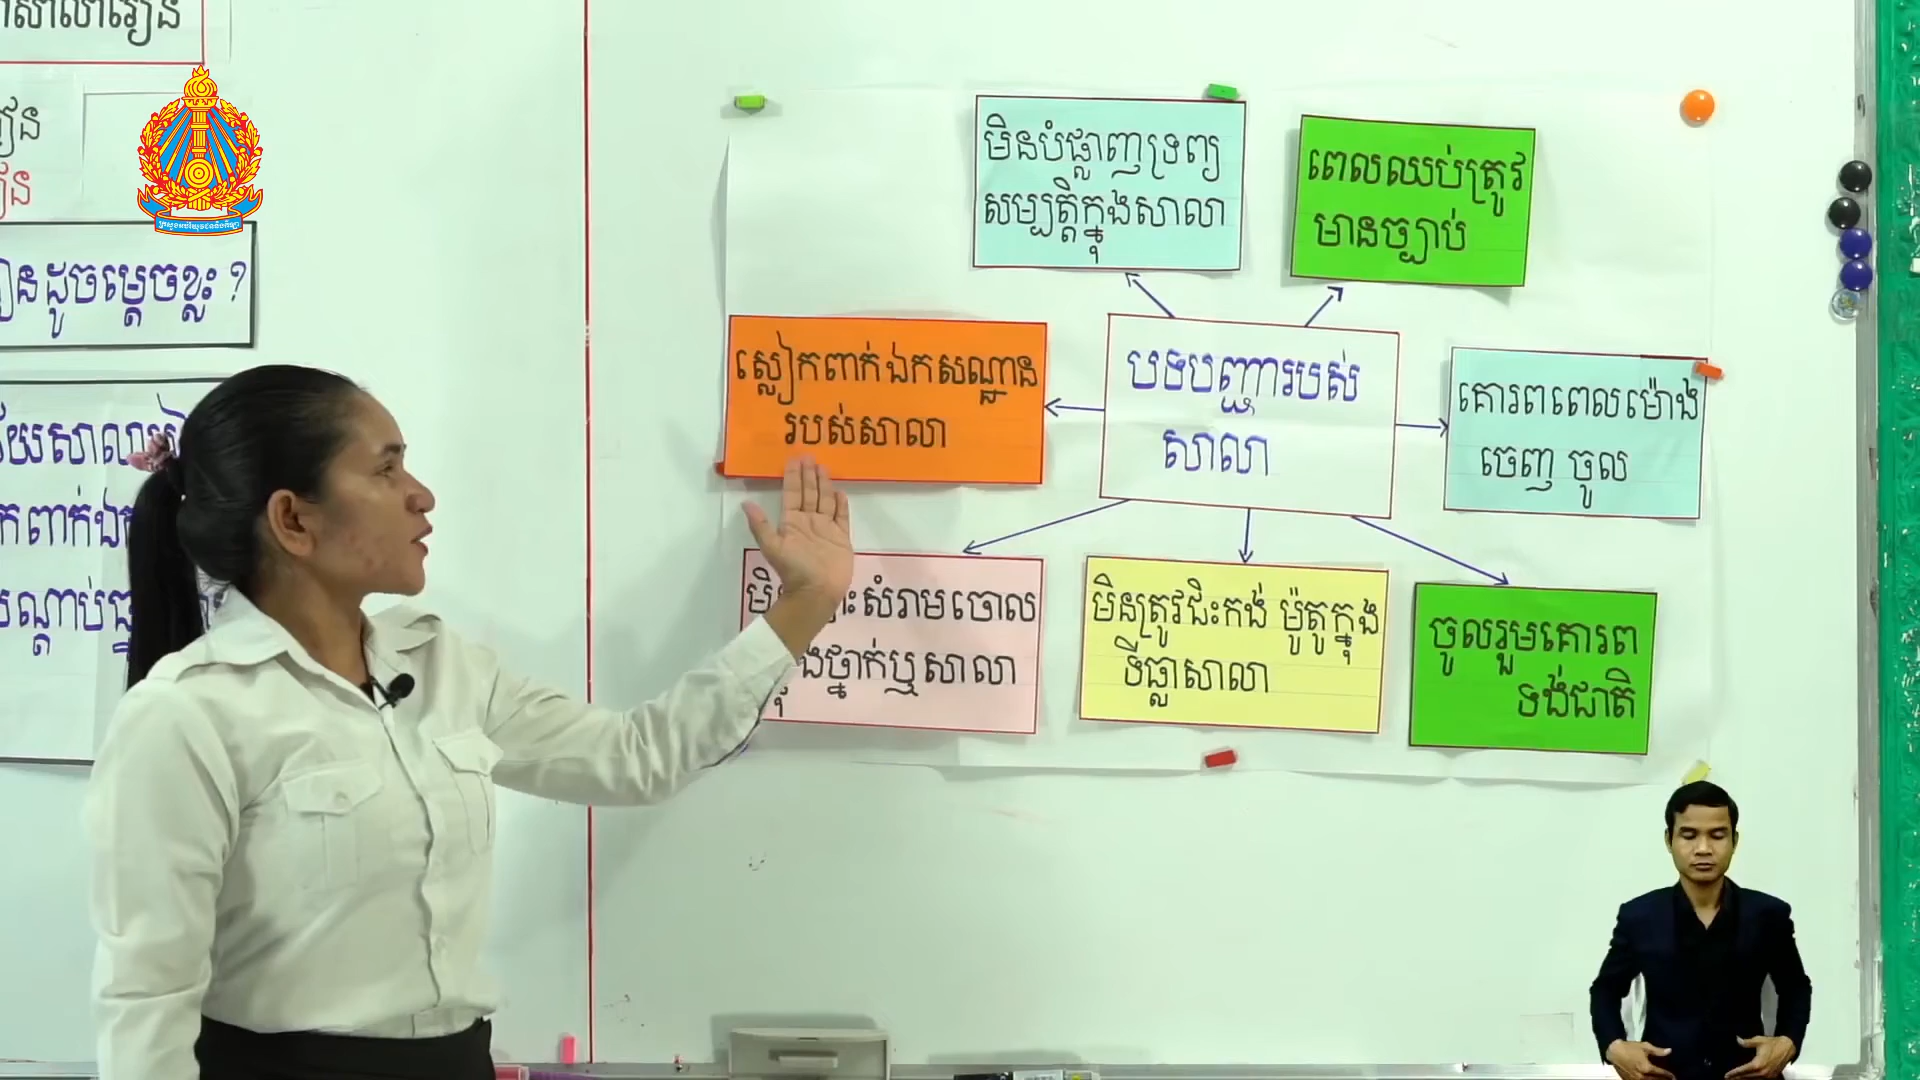 ៀន
ៀន
ៀនដូចម្ដេចខ្លះ?
មិនបំផ្លាញទ្រព្យ
សម្បត្តិក្នុងសាលា
ពេលឈប់ត្រូវ
មានច្បាប់
ស្លៀកពាក់ឯកសណ្ឋាន
របស់សាលា
បទបញ្ជារបស់
សាលា
គោរពពេលម៉ោង
ចេញ ចូល
សំរាមចោល
ថ្នាក់ឬសាលា
មិនត្រូវជិះកង់ ម៉ូតូក្នុង
ទីធ្លាសាលា
ចូលរួមគោរព
ទង់ជាតិ